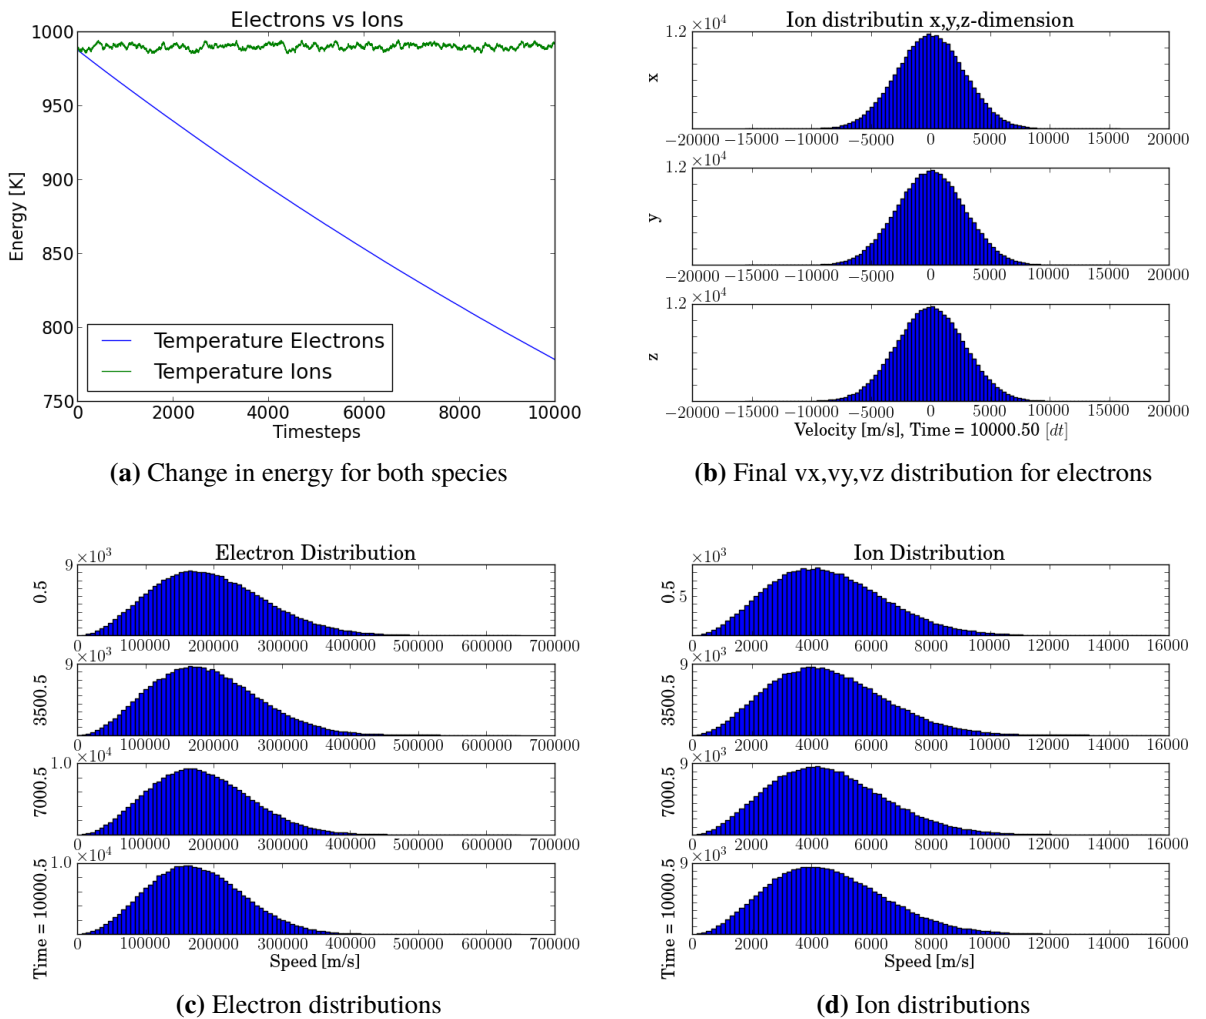 Electrons vs Ions
1000
950
900
850
800
750
Energy [K]
Temperature Electrons
Temperature Ions
0 2000 4000 6000 8000 10000
Timesteps
(a) Change in energy for both species
Ion distributin x,y,z-dimension
1.2 ×10⁴
x
−20000 −15000 −10000 −5000 0 5000 10000 15000 20000
1.2 ×10⁴
y
−20000 −15000 −10000 −5000 0 5000 10000 15000 20000
1.2 ×10⁴
z
−20000 −15000 −10000 −5000 0 5000 10000 15000 20000
Velocity [m/s], Time = 10000.50 [dt]
(b) Final vx,vy,vz distribution for electrons
Electron Distribution
9 ×10³
0.5
0 100000 200000 300000 400000 500000 600000 700000
9 ×10³
3500.5
0 100000 200000 300000 400000 500000 600000 700000
1.0 ×10⁴
7000.5
0 100000 200000 300000 400000 500000 600000 700000
1.0 ×10⁴
Time = 10000.5
0 100000 200000 300000 400000 500000 600000 700000
Speed [m/s]
(c) Electron distributions
Ion Distribution
×10³
5
0.5
0 2000 4000 6000 8000 10000 12000 14000 16000
9 ×10³
3500.5
0 2000 4000 6000 8000 10000 12000 14000 16000
9 ×10³
7000.5
0 2000 4000 6000 8000 10000 12000 14000 16000
9 ×10³
Time = 10000.5
0 2000 4000 6000 8000 10000 12000 14000 16000
Speed [m/s]
(d) Ion distributions